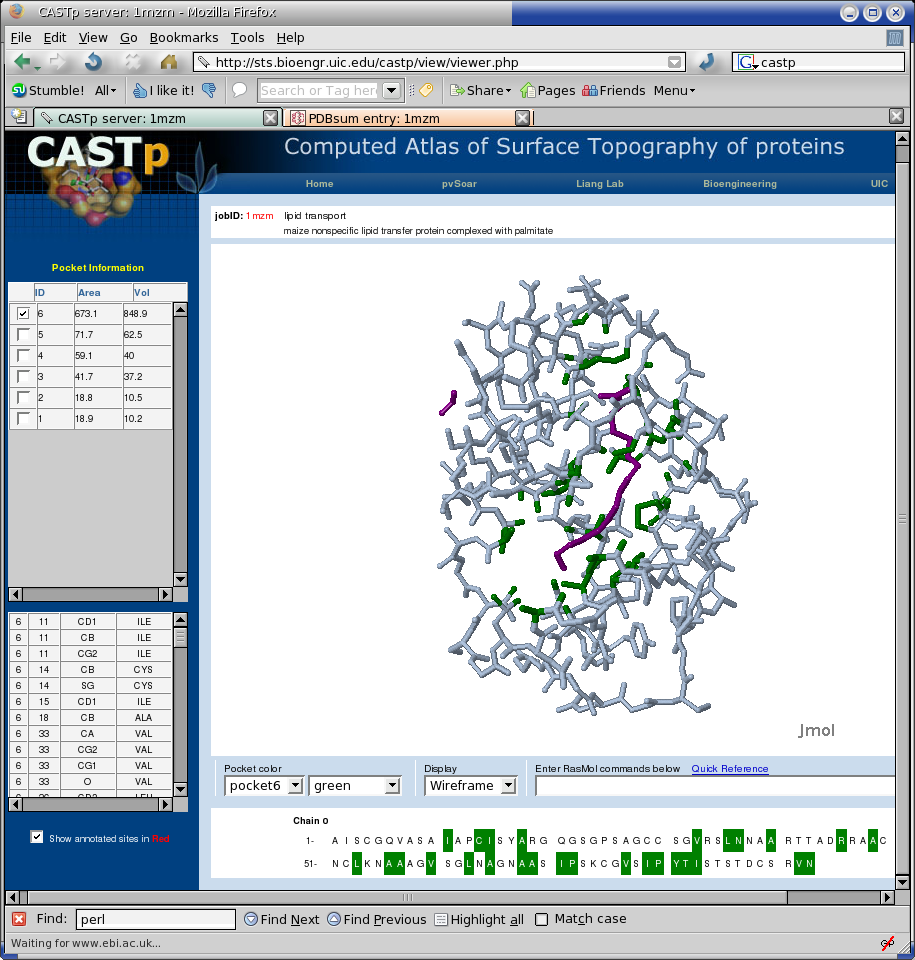 CASTp server: 1mzm - Mozilla Firefox
File Edit View Go Bookmarks Tools Help
http://sts.bioengr.uic.edu/castp/view/viewer.php G castp
Stumble! All I like it! Search or Tag her Share Pages Friends Menu
CASTp server: 1mzm PDBsum entry: 1mzm
CASTp Computed Atlas of Surface Topography of proteins
Home pvSoar Liang Lab Bioengineering UIC
jobID: 1mzm lipid transport
maize nonspecific lipid transfer protein complexed with palmitate
Pocket Information
ID Area Vol
6 673.1 848.9
5 71.7 62.5
4 59.1 40
3 41.7 37.2
2 18.8 10.5
1 18.9 10.2
6 11 CD1 ILE
6 11 CB ILE
6 11 CG2 ILE
6 14 CB CYS
6 14 SG CYS
6 15 CD1 ILE
6 18 CB ALA
6 33 CA VAL
6 33 CG2 VAL
6 33 CG1 VAL
6 33 O VAL
Show annotated sites in Red
Jmol
Pocket color Display Enter RasMol commands below Quick Reference
pocket6 green Wireframe
Chain 0
1- AISCGQVASA IAPCISYARG QGSGPSAGCC SGVRSLNNAA RTTADRRAAC
51- NCLKNAAAGV SGLNAGNAAS IPSKCGVSIP YTISTSTDCS RVN
Find: perl Find Next Find Previous Highlight all Match case
Waiting for www.ebi.ac.uk...